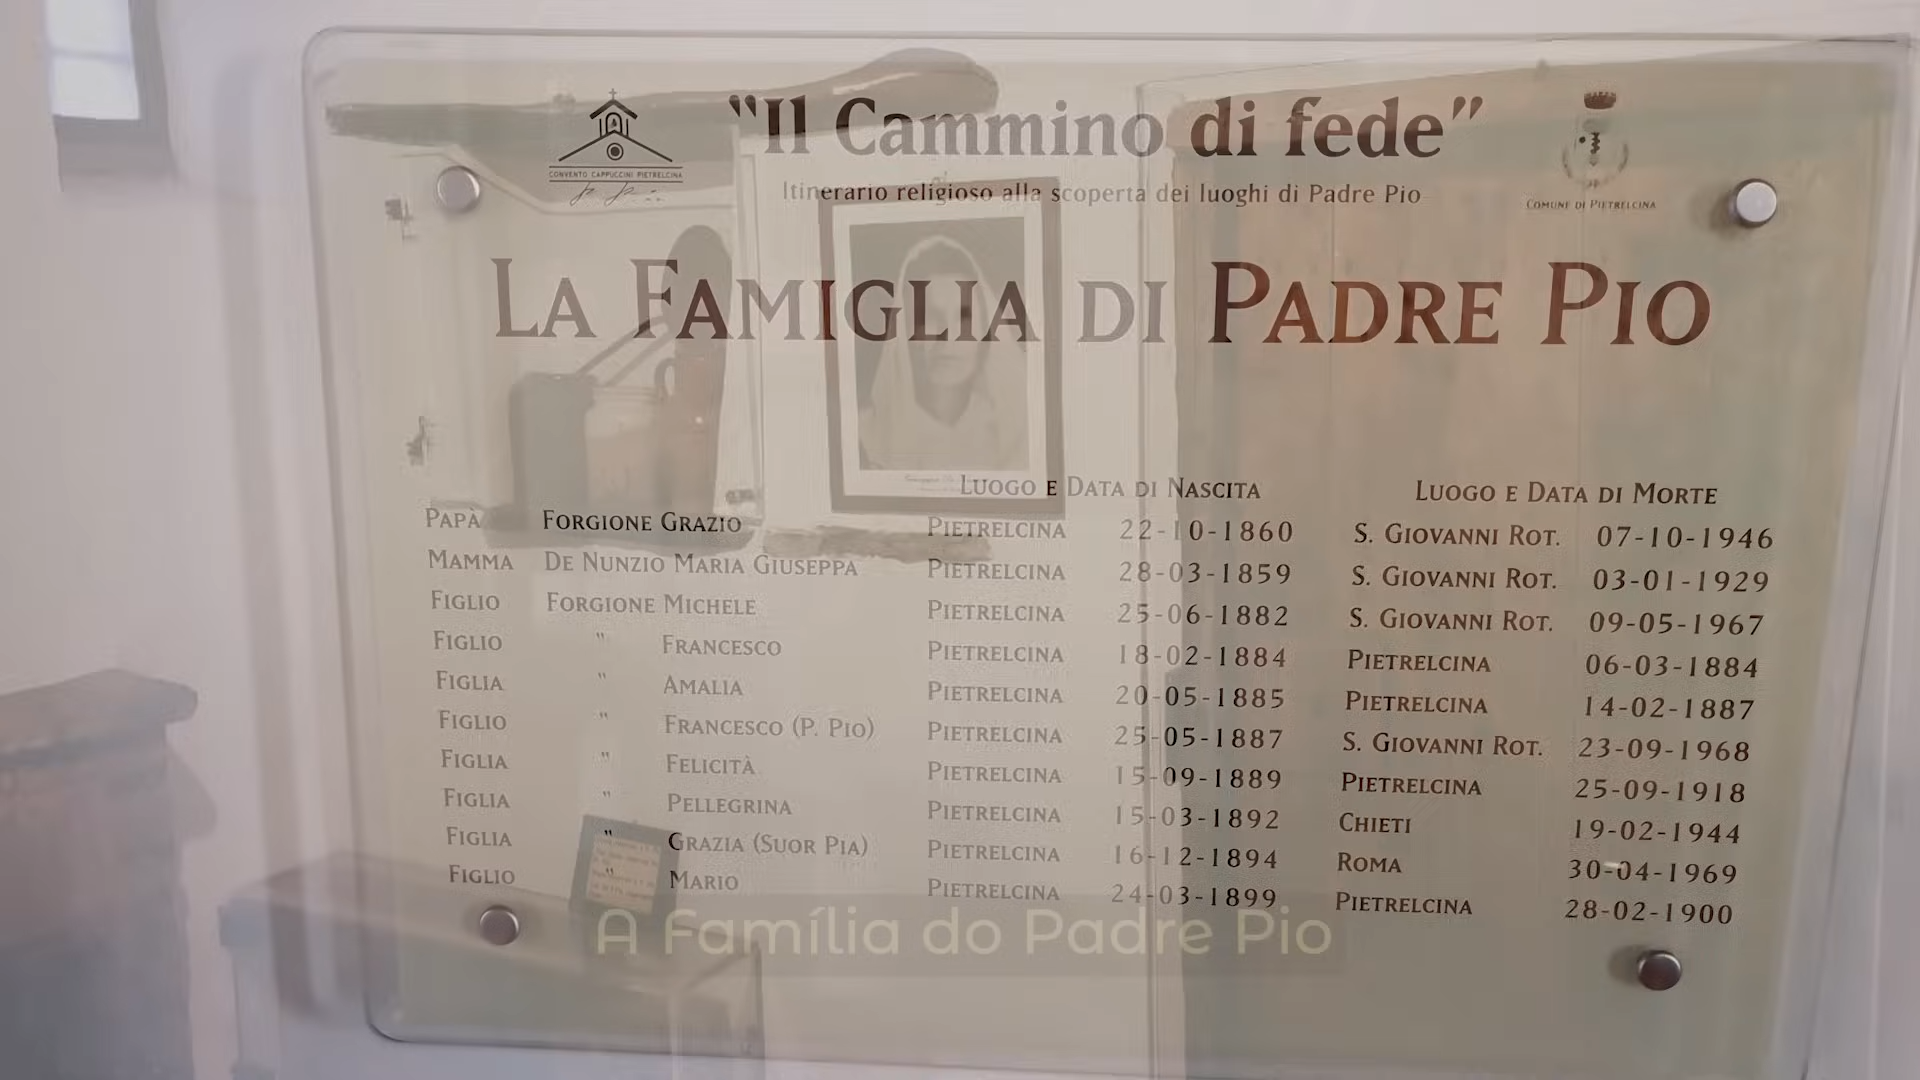 "Il Cammino di fede"
CONVENTO CAPPUCCINI PIETRELCINA
Itinerario religioso alla scoperta dei luoghi di Padre Pio
COMUNE DI PIETRELCINA
LA FAMIGLIA DI PADRE PIO
LUOGO E DATA DI NASCITA LUOGO E DATA DI MORTE
PAPÀ FORGIONE GRAZIO PIETRELCINA 22-10-1860 S. GIOVANNI ROT. 07-10-1946
MAMMA DE NUNZIO MARIA GIUSEPPA PIETRELCINA 28-03-1859 S. GIOVANNI ROT. 03-01-1929
FIGLIO FORGIONE MICHELE PIETRELCINA 25-06-1882 S. GIOVANNI ROT. 09-05-1967
FIGLIO " FRANCESCO PIETRELCINA 18-02-1884 PIETRELCINA 06-03-1884
FIGLIA " AMALIA PIETRELCINA 20-05-1885 PIETRELCINA 14-02-1887
FIGLIO " FRANCESCO (P. PIO) PIETRELCINA 25-05-1887 S. GIOVANNI ROT. 23-09-1968
FIGLIA " FELICITÀ PIETRELCINA 15-09-1889 PIETRELCINA 25-09-1918
FIGLIA " PELLEGRINA PIETRELCINA 15-03-1892 CHIETI 19-02-1944
FIGLIA " GRAZIA (SUOR PIA) PIETRELCINA 16-12-1894 ROMA 30-04-1969
FIGLIO " MARIO PIETRELCINA 24-03-1899 PIETRELCINA 28-02-1900
A Família do Padre Pio